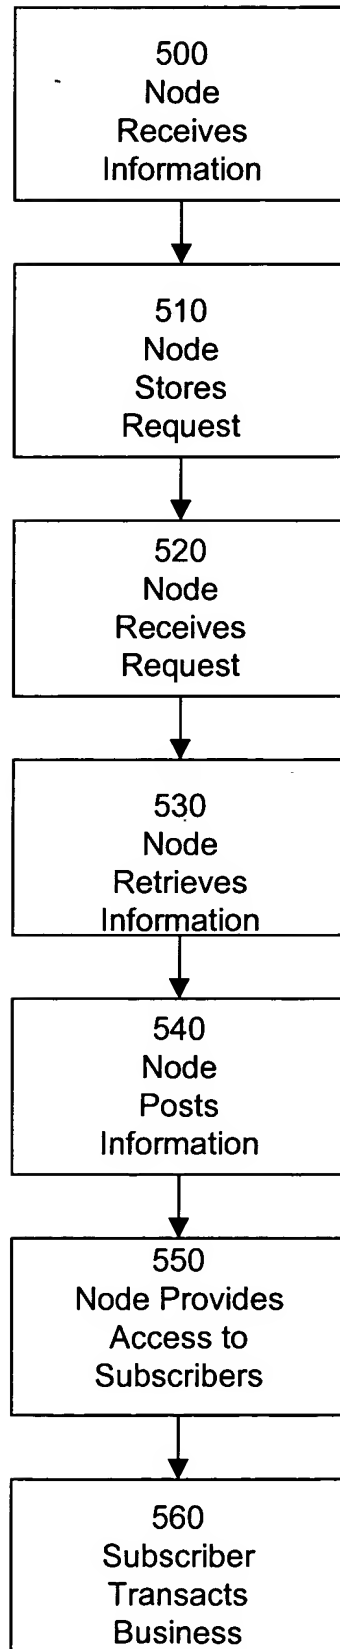 500
Node
Receives
Information
510
Node
Stores
Request
520
Node
Receives
Request
530
Node
Retrieves
Information
540
Node
Posts
Information
550
Node Provides
Access to
Subscribers
560
Subscriber
Transacts
Business